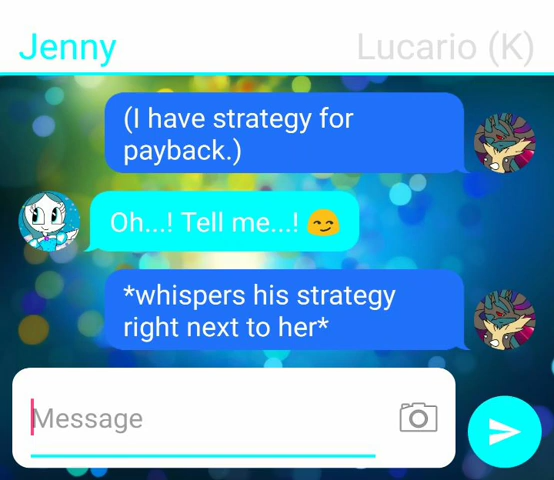 Jenny Lucario (K)
(I have strategy for
payback.)
Oh...! Tell me...! 😏
*whispers his strategy
right next to her*
Message